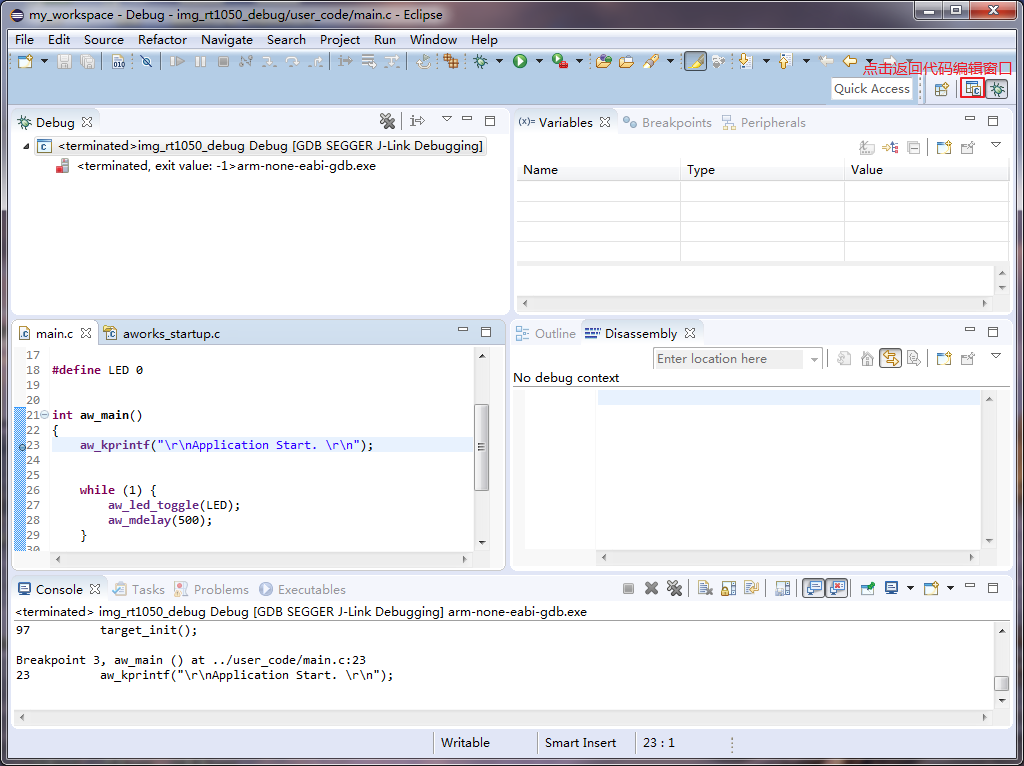 my_workspace - Debug - img_rt1050_debug/user_code/main.c - Eclipse
File Edit Source Refactor Navigate Search Project Run Window Help
010
点击返回代码编辑窗口
Quick Access
Debug
<terminated>img_rt1050_debug Debug [GDB SEGGER J-Link Debugging]
<terminated, exit value: -1>arm-none-eabi-gdb.exe
(x)= Variables Breakpoints Peripherals
Name Type Value
main.c aworks_startup.c
17
18 #define LED 0
19
20
21 int aw_main()
22 {
23 aw_kprintf("\r\nApplication Start. \r\n");
24
25
26 while (1) {
27 aw_led_toggle(LED);
28 aw_mdelay(500);
29 }
30
Outline Disassembly
Enter location here
No debug context
Console Tasks Problems Executables
<terminated> img_rt1050_debug Debug [GDB SEGGER J-Link Debugging] arm-none-eabi-gdb.exe
97 target_init();
Breakpoint 3, aw_main () at ../user_code/main.c:23
23 aw_kprintf("\r\nApplication Start. \r\n");
Writable Smart Insert 23 : 1